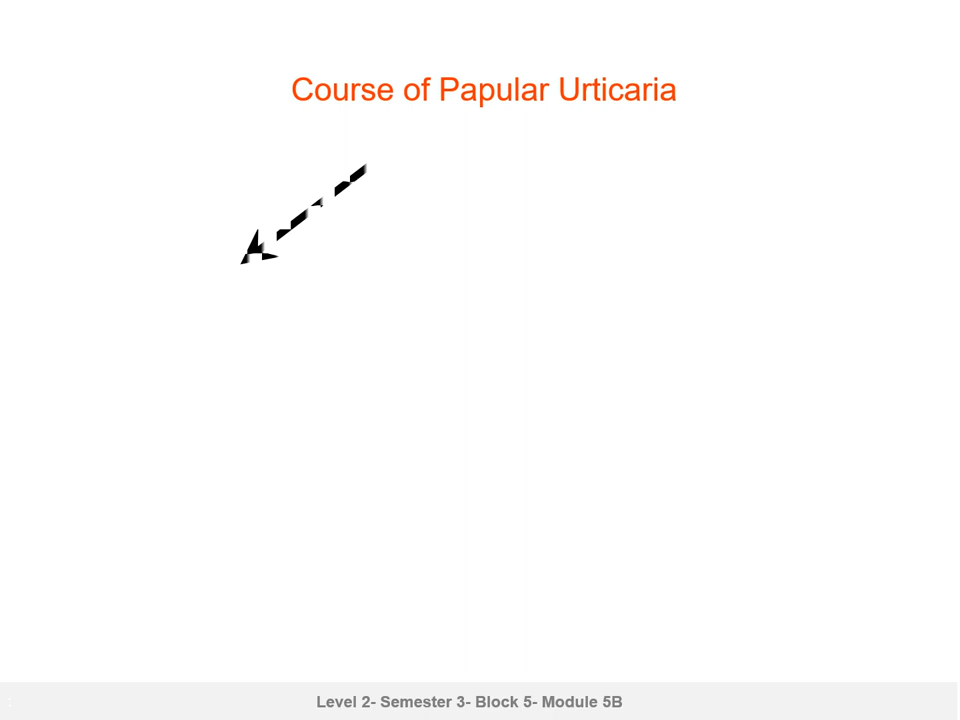 Course of Papular Urticaria
Level 2- Semester 3- Block 5- Module 5B